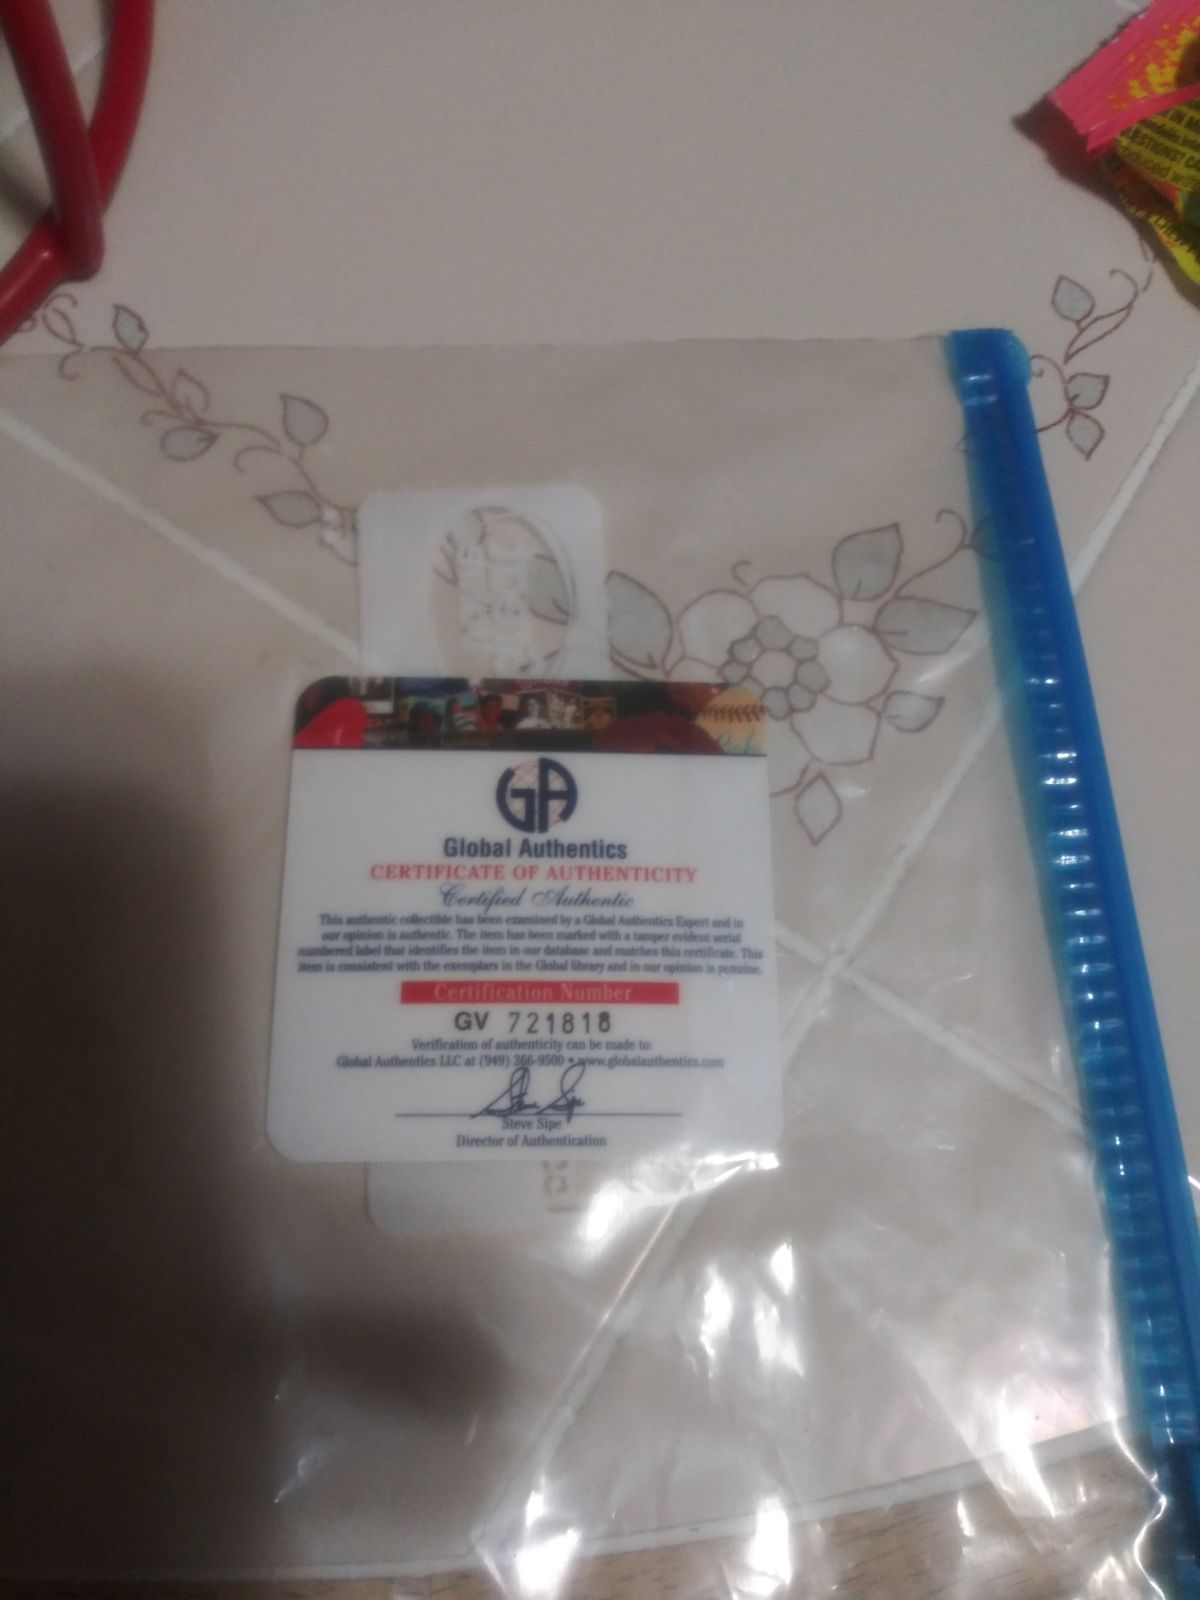 GA
Global Authentics
CERTIFICATE OF AUTHENTICITY
Certified Authentic
This authentic collectible has been examined by a Global Authentics Expert and in
our opinion is authentic. The item has been marked with a tamper evident serial
numbered label that identifies the item in our database and matches this certificate. This
item is consistent with the exemplars in the Global library and in our opinion is genuine.
Certification Number
GV 721818
Verification of authenticity can be made to:
Global Authentics LLC at (949) 366-9500 • www.globalauthentics.com
Steve Sipe
Steve Sipe
Director of Authentication